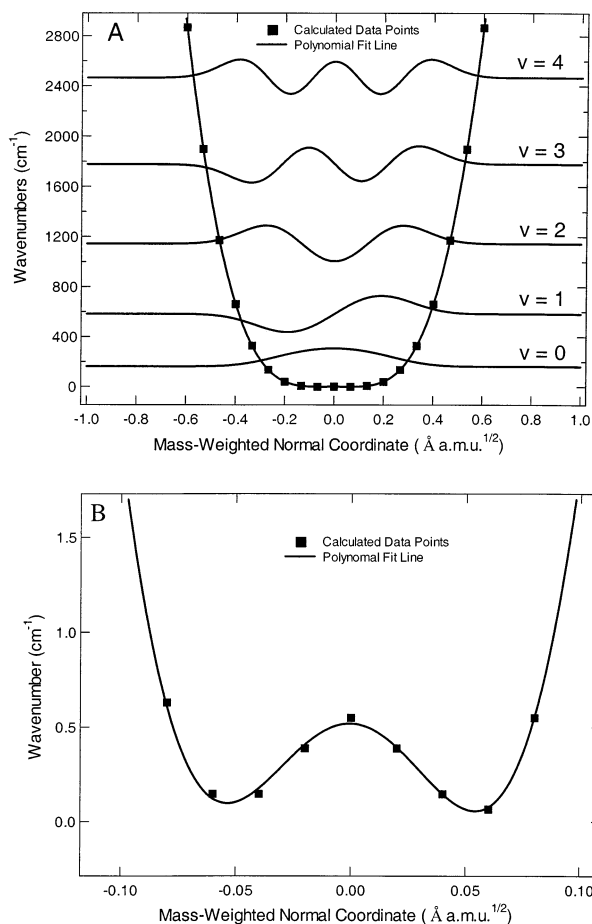 A
Calculated Data Points
Polynomial Fit Line
2800
2400
2000
1600
1200
800
400
0
Wavenumbers (cm-1)
v = 4
v = 3
v = 2
v = 1
v = 0
-1.0 -0.8 -0.6 -0.4 -0.2 0.0 0.2 0.4 0.6 0.8 1.0
Mass-Weighted Normal Coordinate ( Å a.m.u.1/2)
B
Calculated Data Points
Polynomal Fit Line
1.5
1.0
0.5
0.0
Wavenumber (cm-1)
-0.10 -0.05 0.00 0.05 0.10
Mass-Weighted Normal Coordinate ( Å a.m.u.1/2)